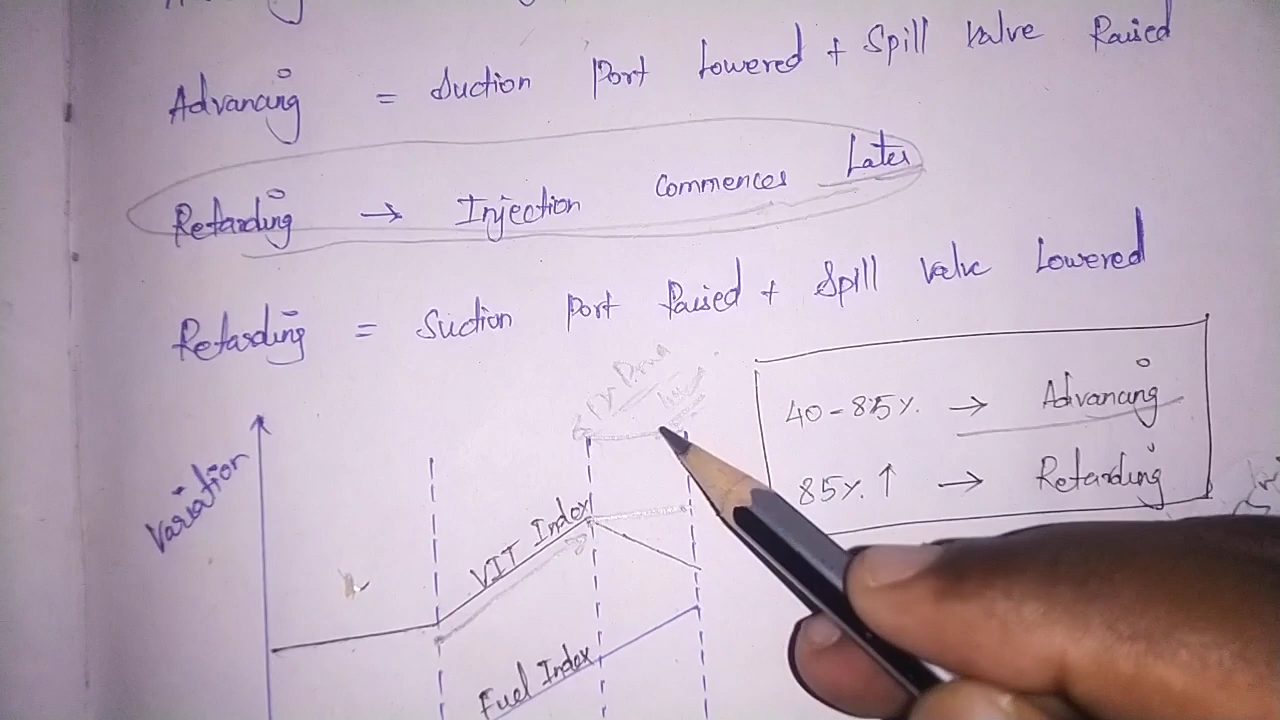 Advancing = Suction Port Lowered + Spill Valve Raised
Retarding → Injection Commences Later
Retarding = Suction Port Raised + Spill Valve Lowered
40-85%. → Advancing
85%. ↑ → Retarding
Variation
VIT Index
Fuel Index